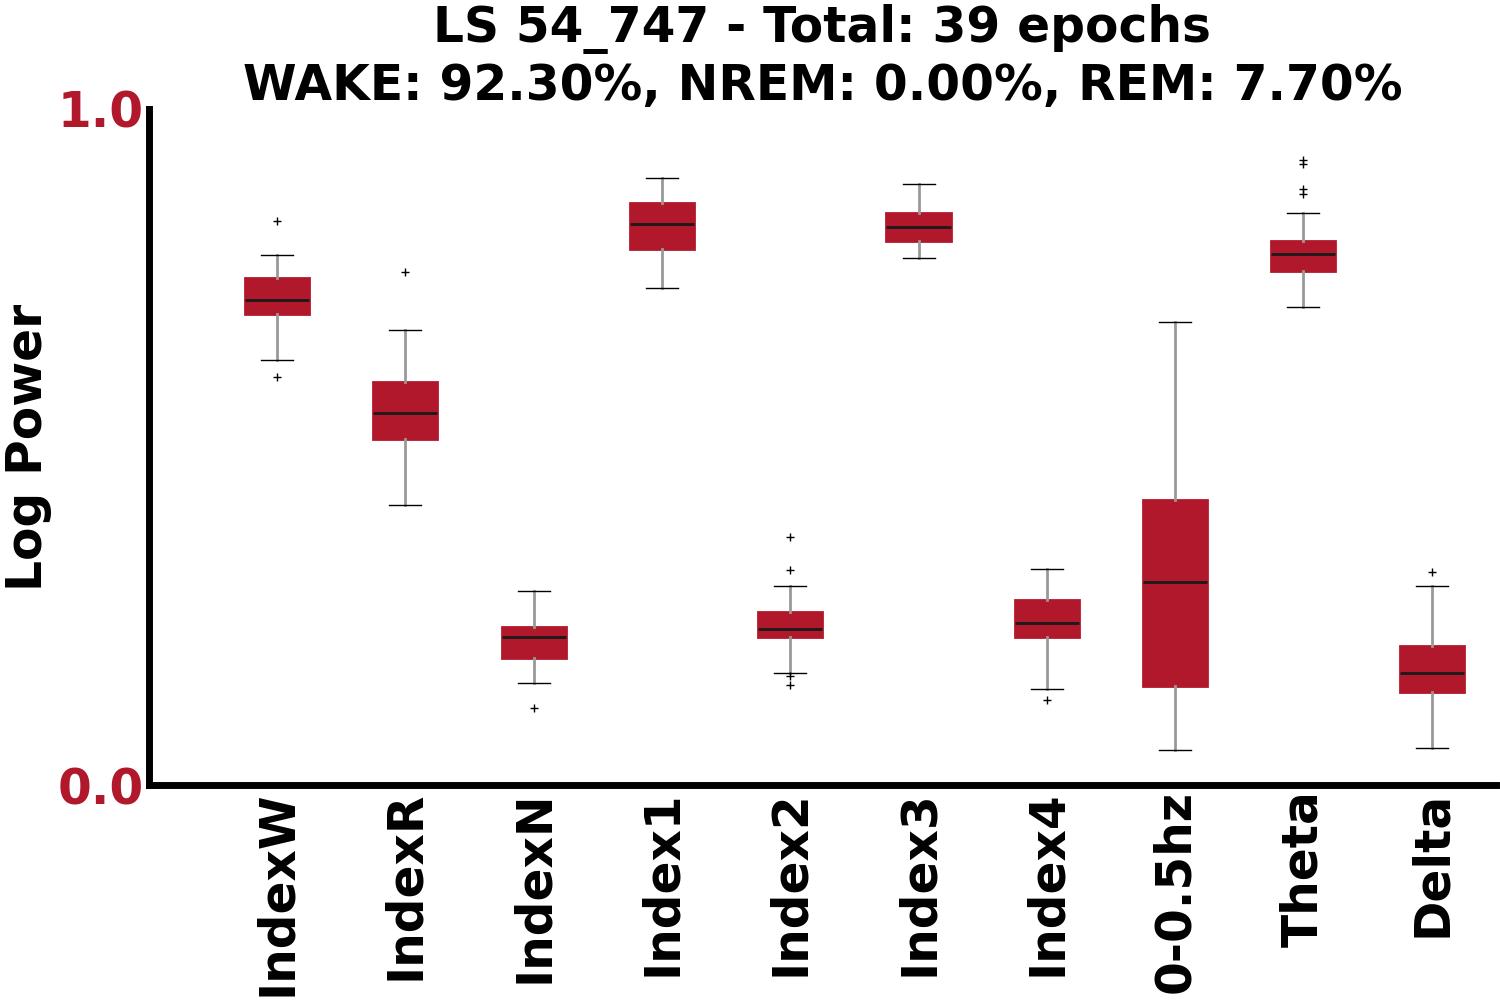 LS 54_747 - Total: 39 epochs
WAKE: 92.30%, NREM: 0.00%, REM: 7.70%
1.0
Log Power
0.0
IndexW
IndexR
IndexN
Index1
Index2
Index3
Index4
0-0.5hz
Theta
Delta